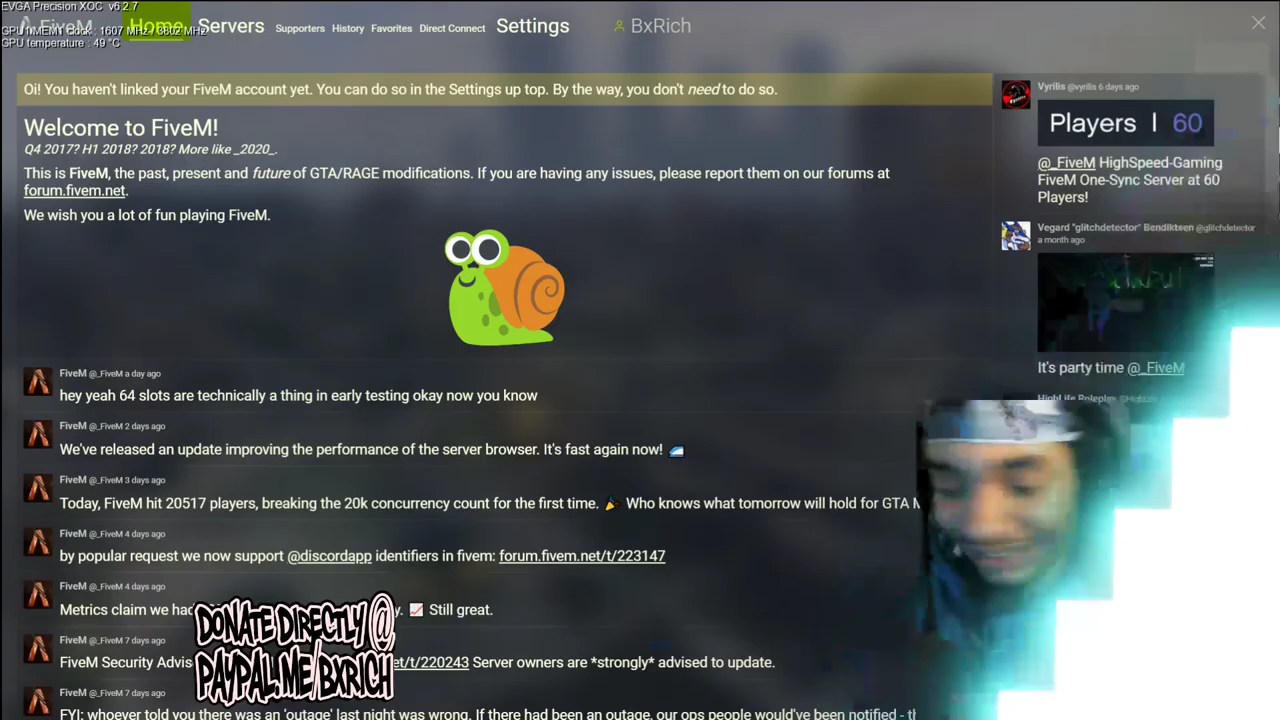 EVGA Precision XOC v6.2.7
FiveM Home Servers Supporters History Favorites Direct Connect Settings BxRich
GPU temperature : 49 °C
Oi! You haven't linked your FiveM account yet. You can do so in the Settings up top. By the way, you don't need to do so.
Welcome to FiveM!
Q4 2017? H1 2018? 2018? More like _2020_.
This is FiveM, the past, present and future of GTA/RAGE modifications. If you are having any issues, please report them on our forums at
forum.fivem.net.
We wish you a lot of fun playing FiveM.
FiveM @_FiveM a day ago
hey yeah 64 slots are technically a thing in early testing okay now you know
FiveM @_FiveM 2 days ago
We've released an update improving the performance of the server browser. It's fast again now! 🚄
FiveM @_FiveM 3 days ago
Today, FiveM hit 20517 players, breaking the 20k concurrency count for the first time. 🎉 Who knows what tomorrow will hold for GTA
FiveM @_FiveM 4 days ago
by popular request we now support @discordapp identifiers in fivem: forum.fivem.net/t/223147
FiveM @_FiveM 4 days ago
Metrics claim we had y. 📈 Still great.
FiveM @_FiveM 7 days ago
FiveM Security Advis et/t/220243 Server owners are *strongly* advised to update.
FiveM @_FiveM 7 days ago
FYI: whoever told you there was an 'outage' last night was wrong. If there had been an outage, our ops people would've been notified -
DONATE DIRECTLY @
PAYPAL.ME/BXRICH
Vyrilis @vyrilis 6 days ago
Players | 60
@_FiveM HighSpeed-Gaming
FiveM One-Sync Server at 60
Players!
Vegard "glitchdetector" Bendiktsen @glitchdetector
a month ago
It's party time @_FiveM
HighLife Roleplay